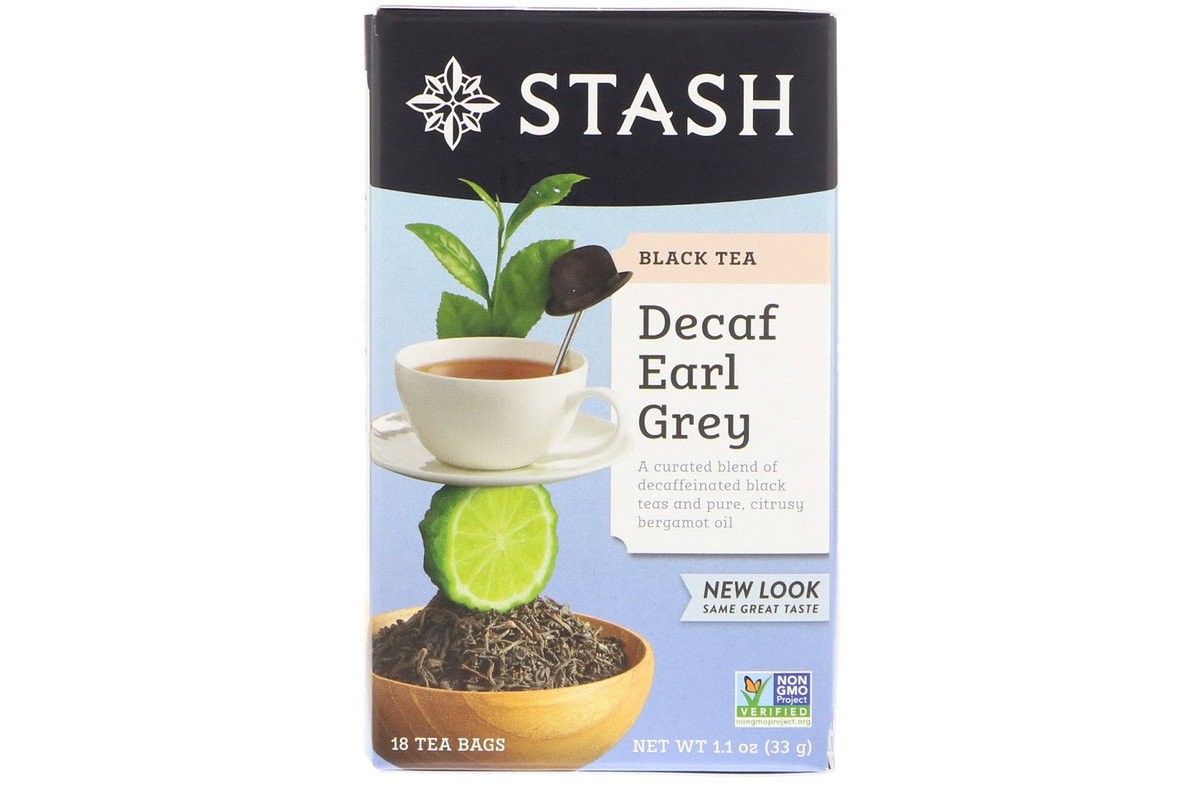 STASH
BLACK TEA
Decaf
Earl
Grey
A curated blend of
decaffeinated black
teas and pure, citrusy
bergamot oil
NEW LOOK
SAME GREAT TASTE
NON
GMO
Project
VERIFIED
nongmoproject.org
18 TEA BAGS
NET WT 1.1 oz (33 g)